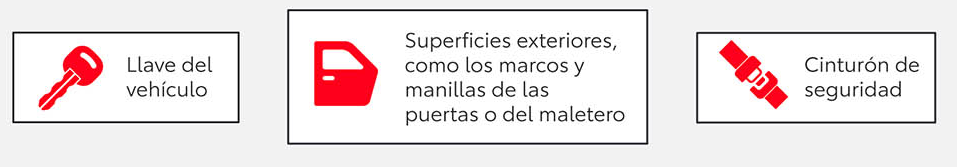 Llave del
vehículo
Superficies exteriores,
como los marcos y
manillas de las
puertas o del maletero
Cinturón de
seguridad